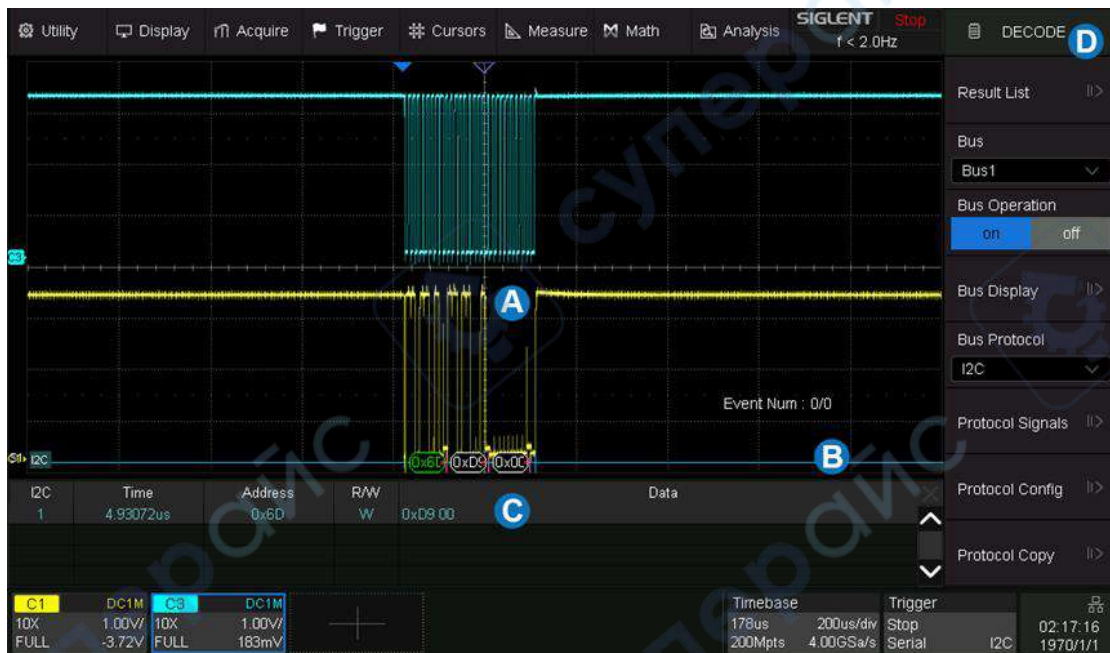 Utility Display Acquire Trigger Cursors Measure Math Analysis
SIGLENT Stop
f < 2.0Hz
DECODE D
Result List
Bus
Bus1
Bus Operation
on off
Bus Display
Bus Protocol
I2C
Protocol Signals
Protocol Config
Protocol Copy
C3
A
Event Num : 0/0
B
S1 I2C
0x6D 0xD9 0x00
I2C Time Address R/W Data
1 4.93072us 0x6D W 0xD9 00
C
C1 DC1M
10X 1.00V/
FULL -3.72V
C3 DC1M
10X 1.00V/
FULL 183mV
Timebase
178us 200us/div
200Mpts 4.00GSa/s
Trigger
Stop
Serial I2C
02:17:16
1970/1/1
суперайс